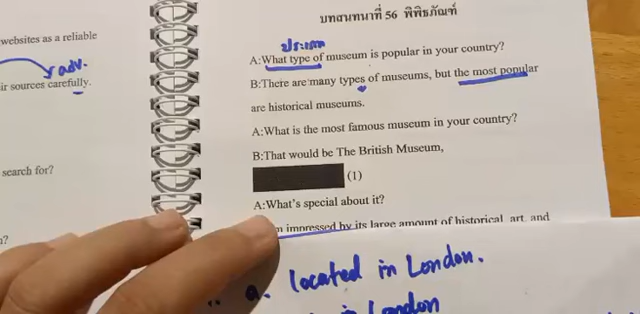 websites as a reliable
adv.
ir sources carefully.
search for?
บทสนทนาที่ 56 พิพิธภัณฑ์
ประเภท
A:What type of museum is popular in your country?
B:There are many types of museums, but the most popular
are historical museums.
A:What is the most famous museum in your country?
B:That would be The British Museum,
(1)
A:What's special about it?
impressed by its large amount of historical, art, and
a. located in London.
in London